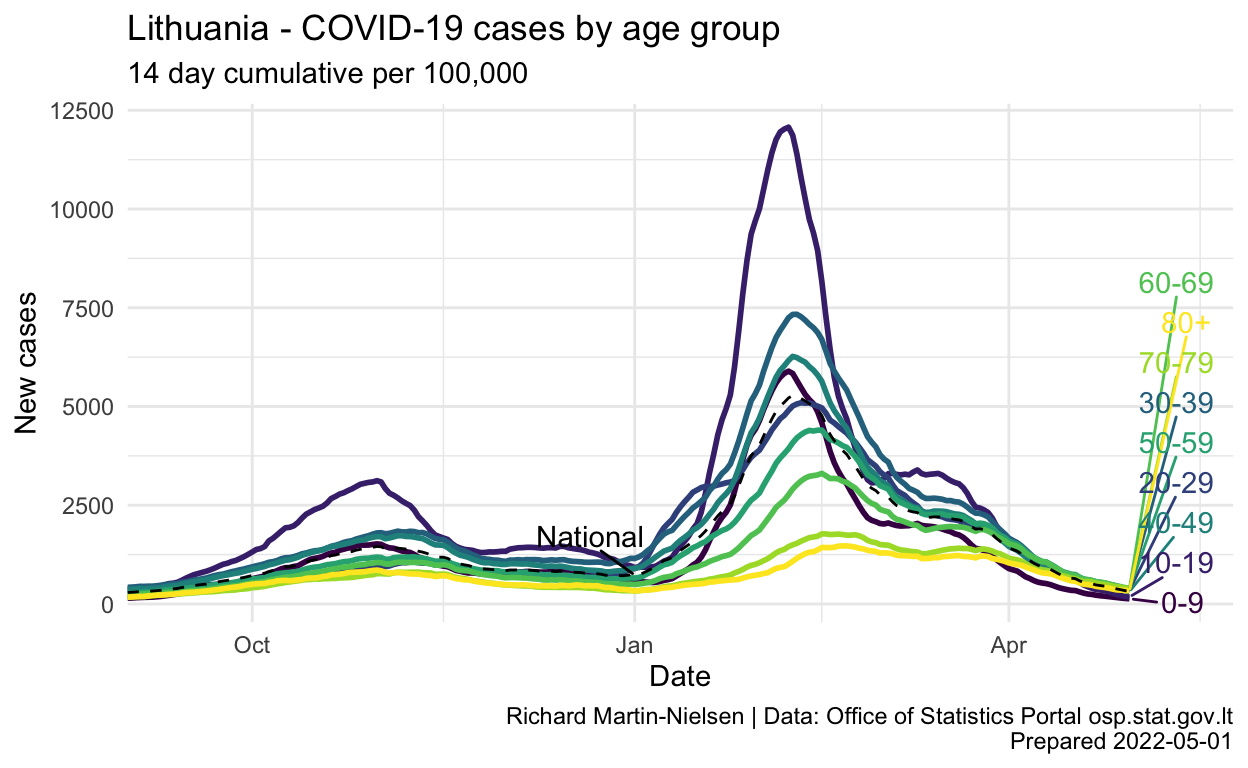 Lithuania - COVID-19 cases by age group
14 day cumulative per 100,000
12500
10000
7500
5000
2500
0
New cases
60-69
80+
70-79
30-39
50-59
20-29
40-49
10-19
0-9
National
Oct
Jan
Apr
Date
Richard Martin-Nielsen | Data: Office of Statistics Portal osp.stat.gov.lt
Prepared 2022-05-01